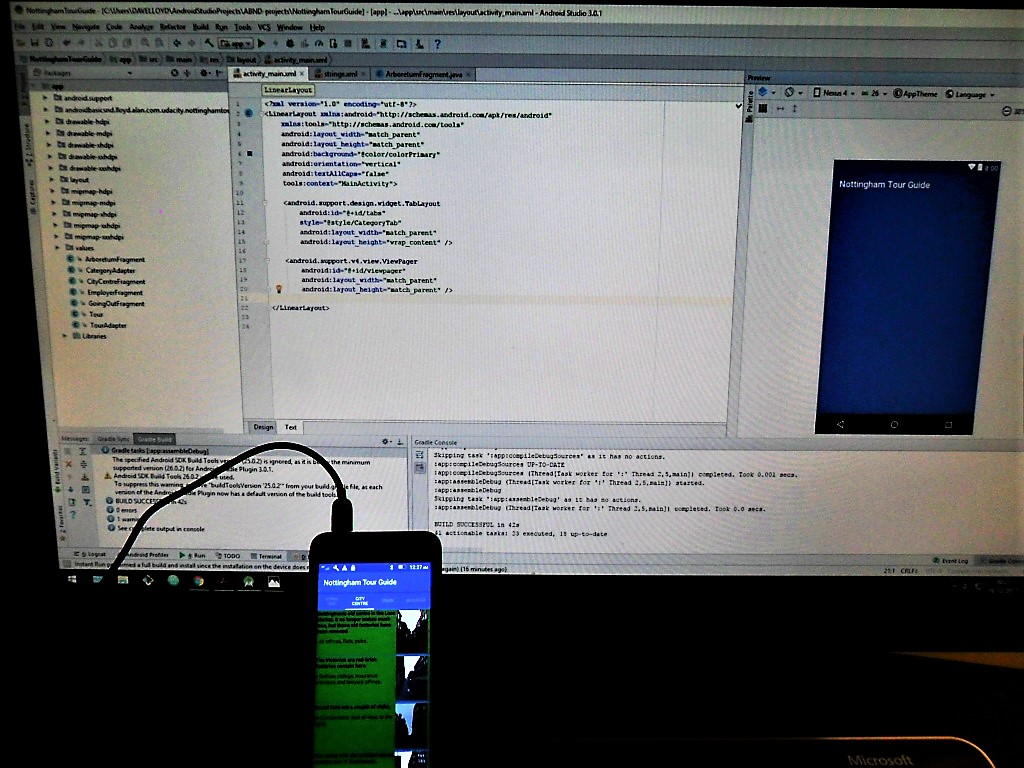 NottinghamTourGuide - [C:\Users\DAVELLOYD\AndroidStudioProjects\ABND-projects\NottinghamTourGuide] - [app] - ...\app\src\main\res\layout\activity_main.xml - Android Studio 3.0.1
File Edit View Navigate Code Analyze Refactor Build Run Tools VCS Window Help
app
NottinghamTourGuide app src main res layout activity_main.xml
Packages
activity_main.xml strings.xml ArboretumFragment.java
Preview
app
android.support
androidbasicsnd.lloyd.alan.com.udacity.nottinghamtou
drawable-hdpi
drawable-mdpi
drawable-xhdpi
drawable-xxhdpi
drawable-xxxhdpi
layout
mipmap-hdpi
mipmap-mdpi
mipmap-xhdpi
mipmap-xxhdpi
mipmap-xxxhdpi
values
ArboretumFragment
CategoryAdapter
CityCentreFragment
EmployerFragment
GoingOutFragment
Tour
TourAdapter
Libraries
LinearLayout
<?xml version="1.0" encoding="utf-8"?>
<LinearLayout xmlns:android="http://schemas.android.com/apk/res/android"
xmlns:tools="http://schemas.android.com/tools"
android:layout_width="match_parent"
android:layout_height="match_parent"
android:background="@color/colorPrimary"
android:orientation="vertical"
android:textAllCaps="false"
tools:context="MainActivity">
<android.support.design.widget.TabLayout
android:id="@+id/tabs"
style="@style/CategoryTab"
android:layout_width="match_parent"
android:layout_height="wrap_content" />
<android.support.v4.view.ViewPager
android:id="@+id/viewpager"
android:layout_width="match_parent"
android:layout_height="match_parent" />
</LinearLayout>
Design Text
Palette
Nexus 4 26 AppTheme Language
8:00
Nottingham Tour Guide
Messages: Gradle Sync Gradle Build
Gradle tasks [:app:assembleDebug]
The specified Android SDK Build Tools version (25.0.2) is ignored, as it is below the minimum
supported version (26.0.2) for Android Gradle Plugin 3.0.1.
Android SDK Build Tools 26.0.2 will be used.
To suppress this warning, remove "buildToolsVersion '25.0.2'" from your build.gradle file, as each
version of the Android Gradle Plugin now has a default version of the build tools.
BUILD SUCCESSFUL in 42s
0 errors
1 warning
See complete output in console
Gradle Console
Skipping task ':app:compileDebugSources' as it has no actions.
:app:compileDebugSources UP-TO-DATE
:app:compileDebugSources (Thread[Task worker for ':' Thread 2,5,main]) completed. Took 0.001 secs.
:app:assembleDebug (Thread[Task worker for ':' Thread 2,5,main]) started.
:app:assembleDebug
Skipping task ':app:assembleDebug' as it has no actions.
:app:assembleDebug (Thread[Task worker for ':' Thread 2,5,main]) completed. Took 0.0 secs.
BUILD SUCCESSFUL in 42s
41 actionable tasks: 23 executed, 18 up-to-date
6: Logcat Android Profiler 4: Run TODO Terminal
Event Log Gradle
Instant Run performed a full build and install since the installation on the device does
again) (16 minutes ago)
21:1 CRLF
12:27 AM
Nottingham Tour Guide
CITY
CENTRE
Microsoft